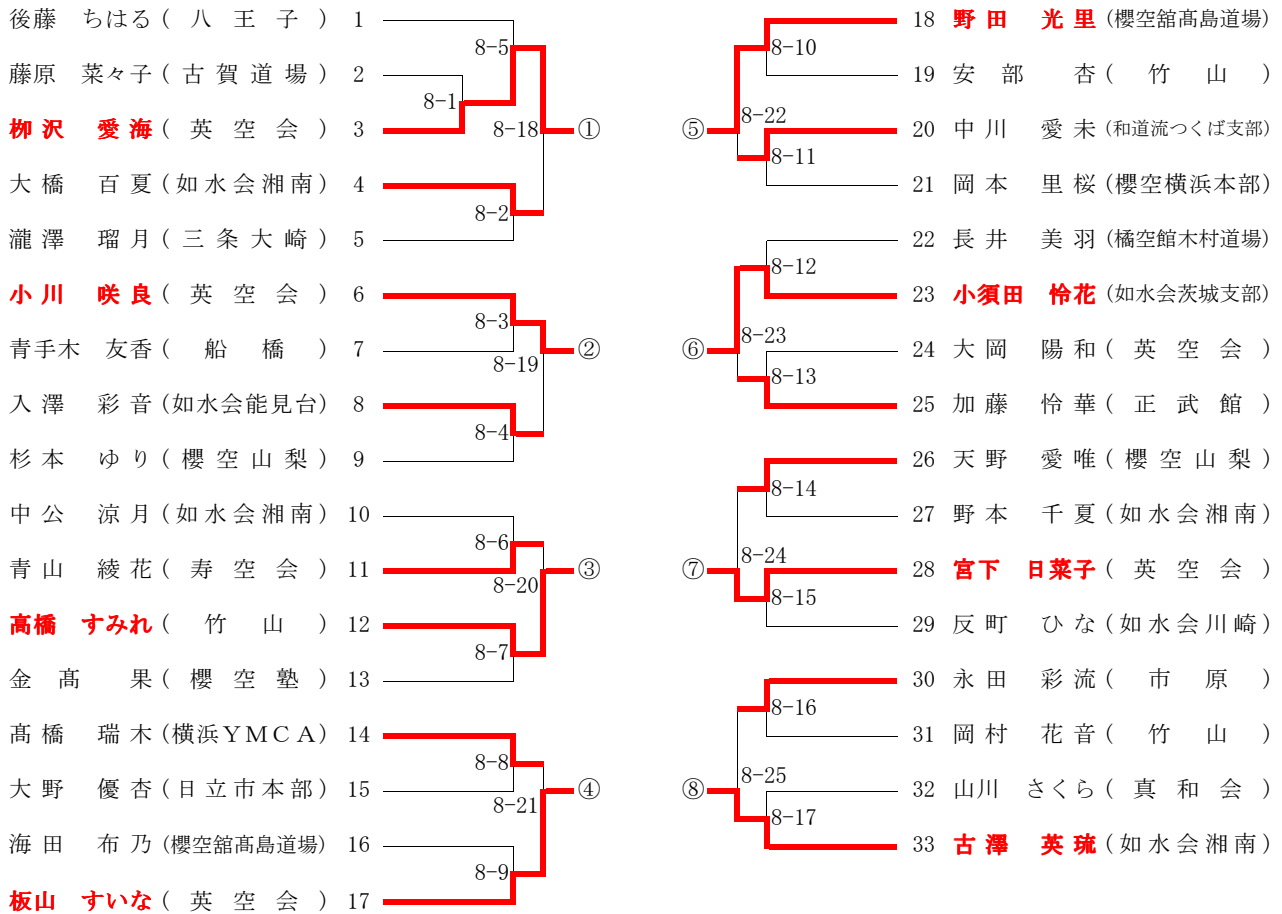 後藤 ちはる ( 八王子 ) 1
藤原 菜々子 ( 古賀道場 ) 2
柳沢 愛海 ( 英空会 ) 3
大橋 百夏 (如水会湘南) 4
瀧澤 瑠月 ( 三条大崎 ) 5
小川 咲良 ( 英空会 ) 6
青手木 友香 ( 船橋 ) 7
入澤 彩音 (如水会能見台) 8
杉本 ゆり ( 櫻空山梨 ) 9
中公 涼月 (如水会湘南) 10
青山 綾花 ( 寿空会 ) 11
高橋 すみれ ( 竹山 ) 12
金髙 果 ( 櫻空塾 ) 13
髙橋 瑞木 (横浜YMCA) 14
大野 優杏 (日立市本部) 15
海田 布乃 (櫻空舘髙島道場) 16
板山 すいな ( 英空会 ) 17
8-5
8-1
8-18
①
8-2
8-3
8-19
②
8-4
8-6
8-20
③
8-7
8-8
8-21
④
8-9
18 野田 光里 (櫻空舘髙島道場)
19 安部 杏 ( 竹山 )
20 中川 愛未 (和道流つくば支部)
21 岡本 里桜 (櫻空横浜本部)
22 長井 美羽 (橘空館木村道場)
23 小須田 怜花 (如水会茨城支部)
24 大岡 陽和 ( 英空会 )
25 加藤 怜華 ( 正武館 )
26 天野 愛唯 ( 櫻空山梨 )
27 野本 千夏 (如水会湘南)
28 宮下 日菜子 ( 英空会 )
29 反町 ひな (如水会川崎)
30 永田 彩流 ( 市原 )
31 岡村 花音 ( 竹山 )
32 山川 さくら ( 真和会 )
33 古澤 英琉 (如水会湘南)
8-10
8-22
⑤
8-11
8-12
8-23
⑥
8-13
8-14
8-24
⑦
8-15
8-16
8-25
⑧
8-17